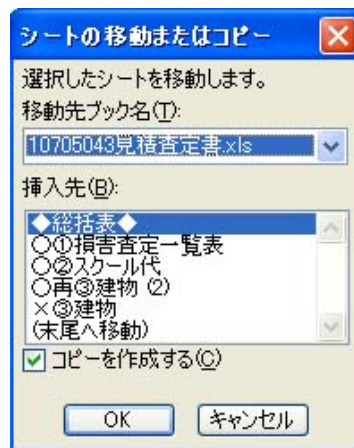 シートの移動またはコピー
選択したシートを移動します。
移動先ブック名(T):
10705043見積査定書.xls
挿入先(B):
◆総括表◆
○①損害査定一覧表
○②スクール代
○再③建物 (2)
×③建物
(末尾へ移動)
コピーを作成する(C)
OK キャンセル